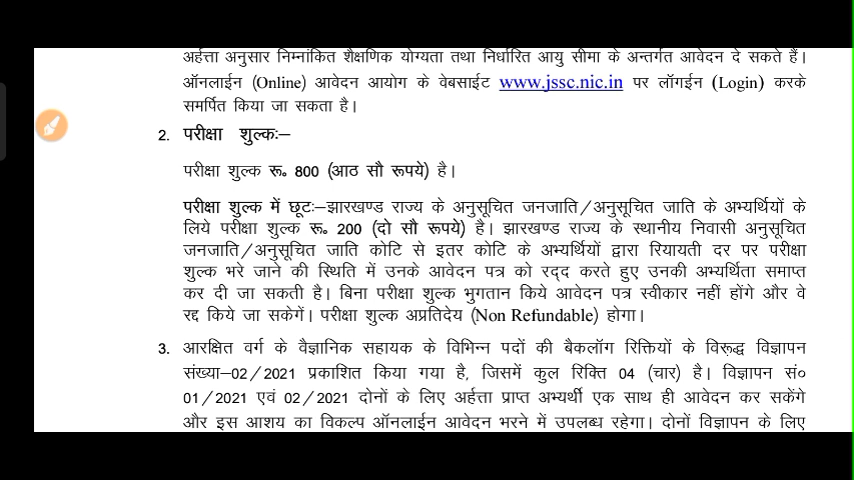 अर्हत्ता अनुसार निम्नांकित शैक्षणिक योग्यता तथा निर्धारित आयु सीमा के अन्तर्गत आवेदन दे सकते हैं।
ऑनलाईन (Online) आवेदन आयोग के वेबसाईट www.jssc.nic.in पर लॉगईन (Login) करके
समर्पित किया जा सकता है।
2. परीक्षा शुल्कः–
परीक्षा शुल्क रू॰ 800 (आठ सौ रूपये) है।
परीक्षा शुल्क में छूटः–झारखण्ड राज्य के अनुसूचित जनजाति/अनुसूचित जाति के अभ्यर्थियों के
लिये परीक्षा शुल्क रू॰ 200 (दो सौ रूपये) है। झारखण्ड राज्य के स्थानीय निवासी अनुसूचित
जनजाति/अनुसूचित जाति कोटि से इतर कोटि के अभ्यर्थियों द्वारा रियायती दर पर परीक्षा
शुल्क भरे जाने की स्थिति में उनके आवेदन पत्र को रद्द करते हुए उनकी अभ्यर्थिता समाप्त
कर दी जा सकती है। बिना परीक्षा शुल्क भुगतान किये आवेदन पत्र स्वीकार नहीं होंगे और वे
रद्द किये जा सकेगें। परीक्षा शुल्क अप्रतिदेय (Non Refundable) होगा।
3. आरक्षित वर्ग के वैज्ञानिक सहायक के विभिन्न पदों की बैकलॉग रिक्तियों के विरूद्ध विज्ञापन
संख्या–02/2021 प्रकाशित किया गया है, जिसमें कुल रिक्ति 04 (चार) है। विज्ञापन सं०
01/2021 एवं 02/2021 दोनों के लिए अर्हत्ता प्राप्त अभ्यर्थी एक साथ ही आवेदन कर सकेंगे
और इस आशय का विकल्प ऑनलाईन आवेदन भरने में उपलब्ध रहेगा। दोनों विज्ञापन के लिए